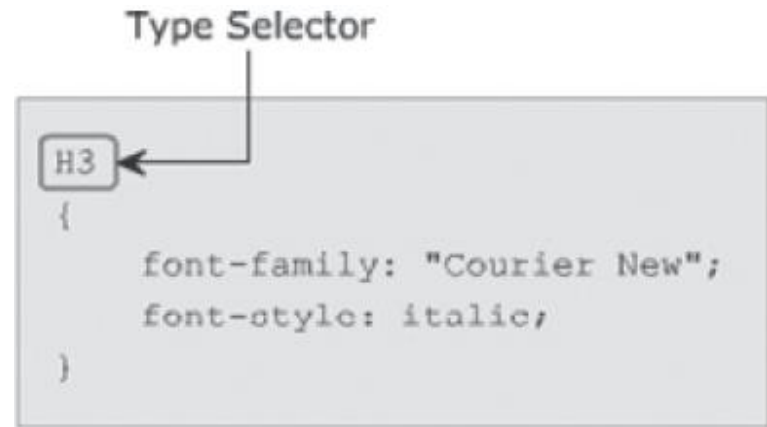 Type Selector
H3
{
font-family: "Courier New";
font-style: italic;
}